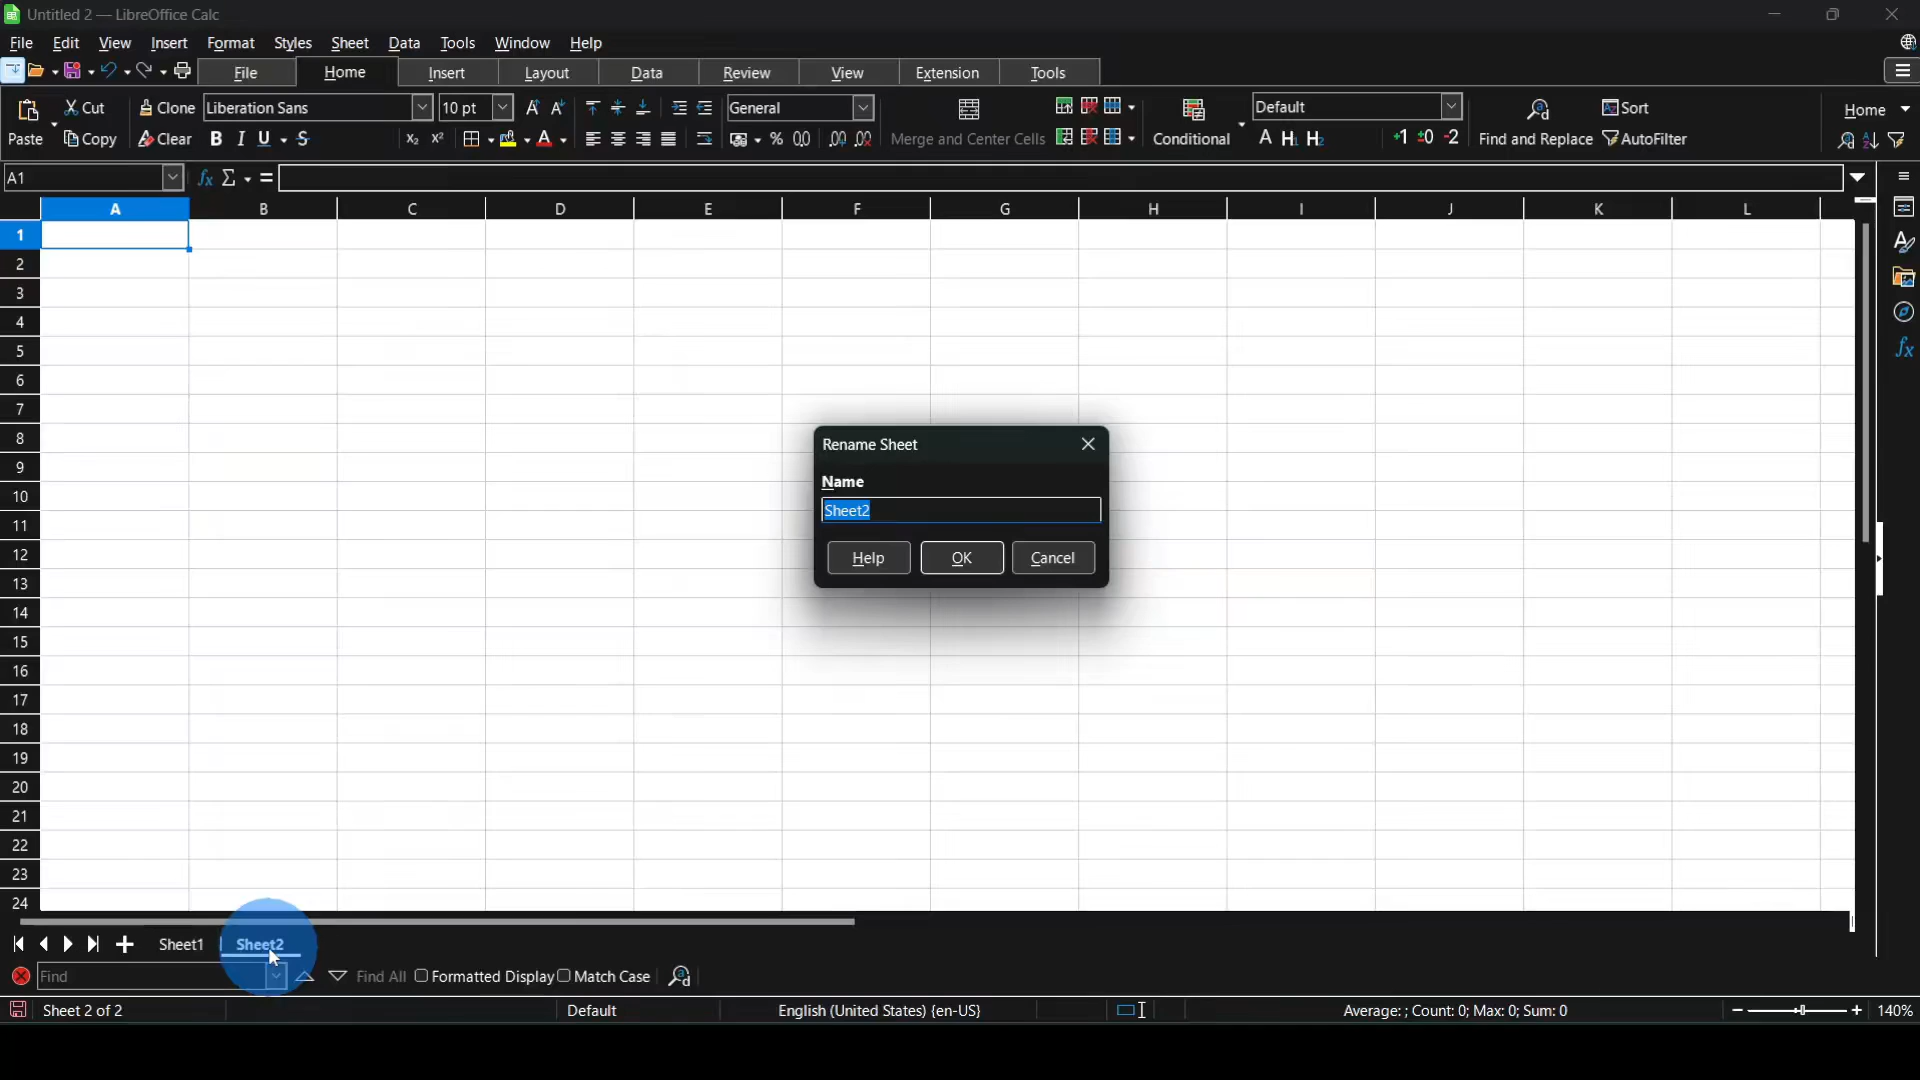 Untitled 2 — LibreOffice Calc
File Edit View Insert Format Styles Sheet Data Tools Window Help
File Home Insert Layout Data Review View Extension Tools
Paste Cut Clone Liberation Sans 10 pt General Merge and Center Cells Conditional Default Find and Replace Sort Home
Copy Clear B I U S AutoFilter
A1
A B C D E F G H I J K L
1
2
3
4
5
6
7
8
9
10
11
12
13
14
15
16
17
18
19
20
21
22
23
24
Rename Sheet
Name
Sheet2
Help OK Cancel
Sheet1 Sheet2
Find Find All Formatted Display Match Case
Sheet 2 of 2 Default English (United States) {en-US} Average: ; Count: 0; Max: 0; Sum: 0 140%